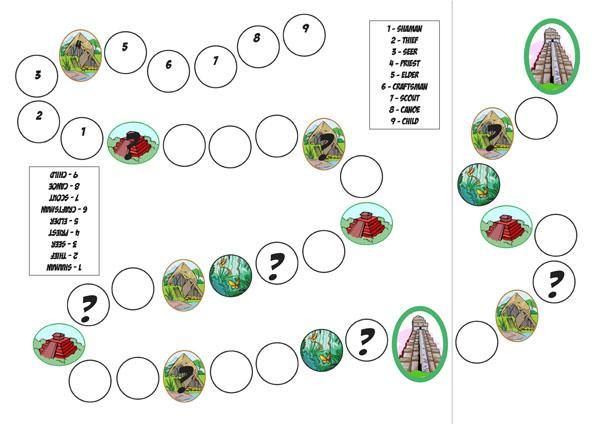 3
5
6
7
8
9
1 - SHAMAN
2 - THIEF
3 - SEER
4 - PRIEST
5 - ELDER
6 - CRAFTSMAN
7 - SCOUT
8 - CANOE
9 - CHILD
2
1
?
?
?
1 - SHAMAN
2 - THIEF
3 - SEER
4 - PRIEST
5 - ELDER
6 - CRAFTSMAN
7 - SCOUT
8 - CANOE
9 - CHILD
?
?
?
?
?